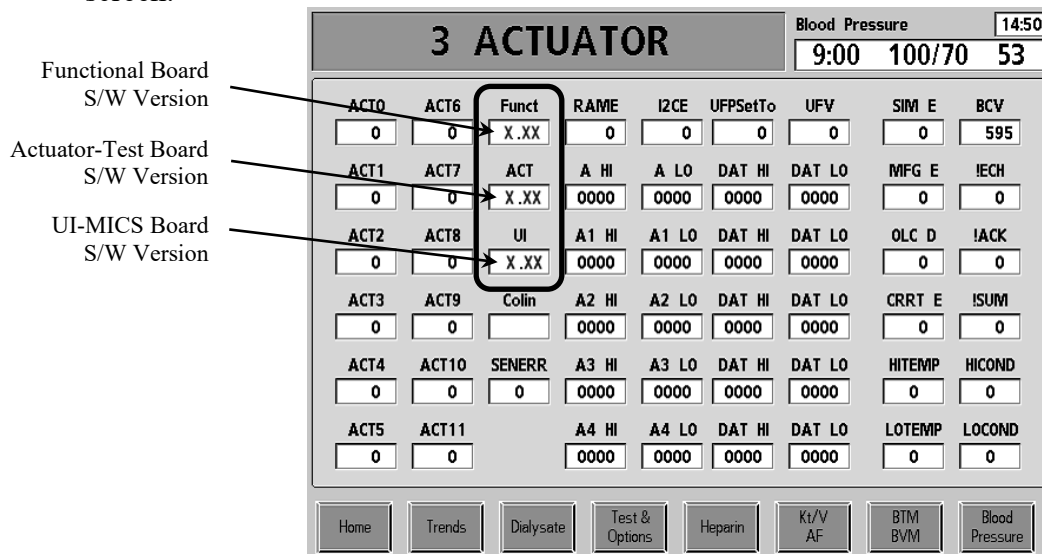 3 ACTUATOR
Blood Pressure 14:50
9:00 100/70 53
Functional Board
S/W Version
Actuator-Test Board
S/W Version
UI-MICS Board
S/W Version
ACT0 ACT6 Funct RAME I2CE UFPSetTo UFV SIM E BCV
0 0 X.XX 0 0 0 0 0 595
ACT1 ACT7 ACT A HI A LO DAT HI DAT LO MFG E !ECH
0 0 X.XX 0000 0000 0000 0000 0 0
ACT2 ACT8 UI A1 HI A1 LO DAT HI DAT LO OLC D !ACK
0 0 X.XX 0000 0000 0000 0000 0 0
ACT3 ACT9 Colin A2 HI A2 LO DAT HI DAT LO CRRT E !SUM
0 0 0000 0000 0000 0000 0 0
ACT4 ACT10 SENERR A3 HI A3 LO DAT HI DAT LO HITEMP HICOND
0 0 0 0000 0000 0000 0000 0 0
ACT5 ACT11 A4 HI A4 LO DAT HI DAT LO LOTEMP LOCOND
0 0 0000 0000 0000 0000 0 0
Home Trends Dialysate Test & Options Heparin Kt/V AF BTM BVM Blood Pressure